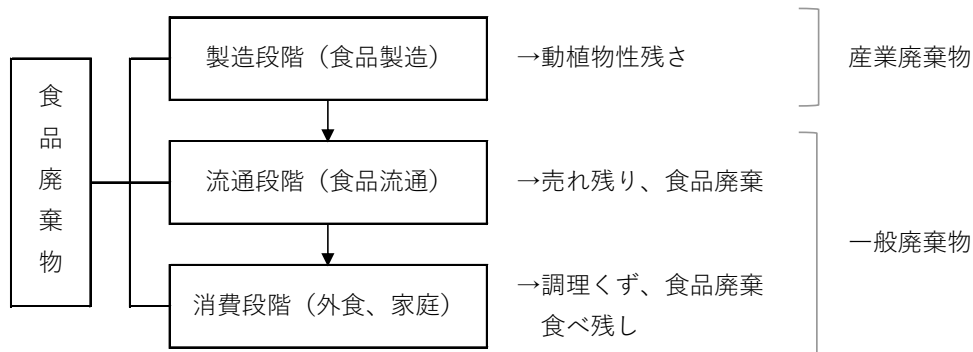 食品廃棄物
製造段階（食品製造）
→動植物性残さ
産業廃棄物
流通段階（食品流通）
→売れ残り、食品廃棄
消費段階（外食、家庭）
→調理くず、食品廃棄
食べ残し
一般廃棄物